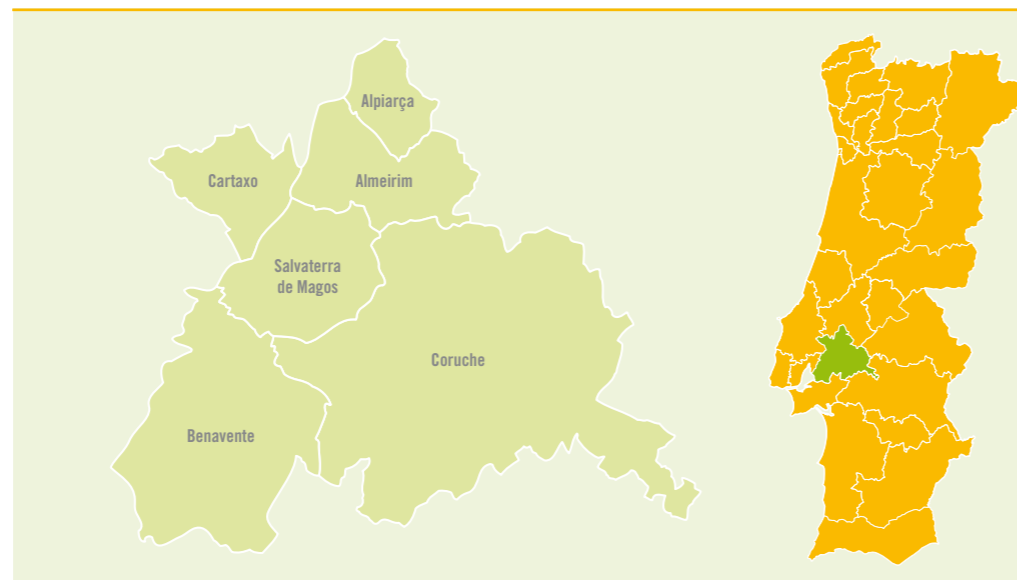 Alpiarça
Cartaxo
Almeirim
Salvaterra
de Magos
Coruche
Benavente